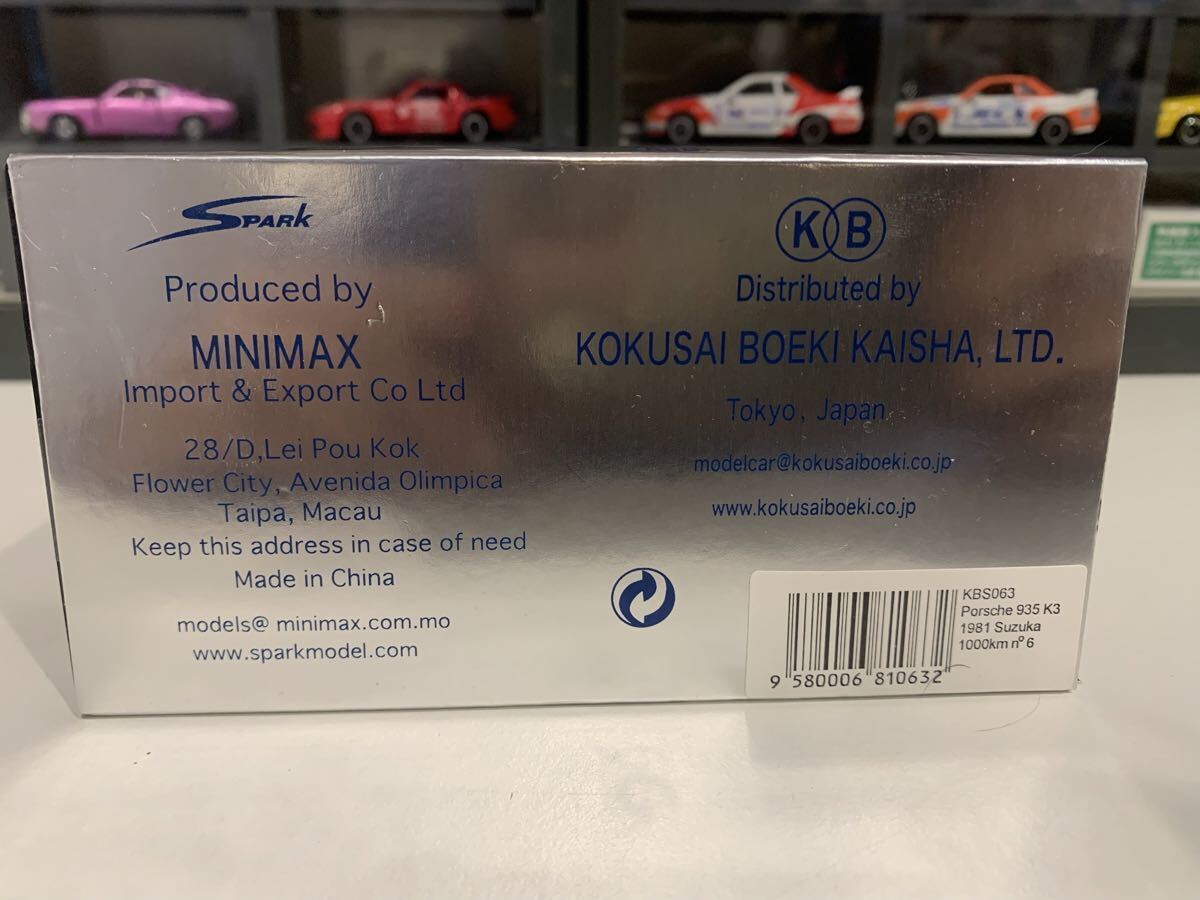 SPARK
Produced by
MINIMAX
Import & Export Co Ltd
28/D,Lei Pou Kok
Flower City, Avenida Olimpica
Taipa, Macau
Keep this address in case of need
Made in China
models@ minimax.com.mo
www.sparkmodel.com
KB
Distributed by
KOKUSAI BOEKI KAISHA, LTD.
Tokyo, Japan
modelcar@kokusaiboeki.co.jp
www.kokusaiboeki.co.jp
KBS063
Porsche 935 K3
1981 Suzuka
1000km nº 6
9 580006 810632